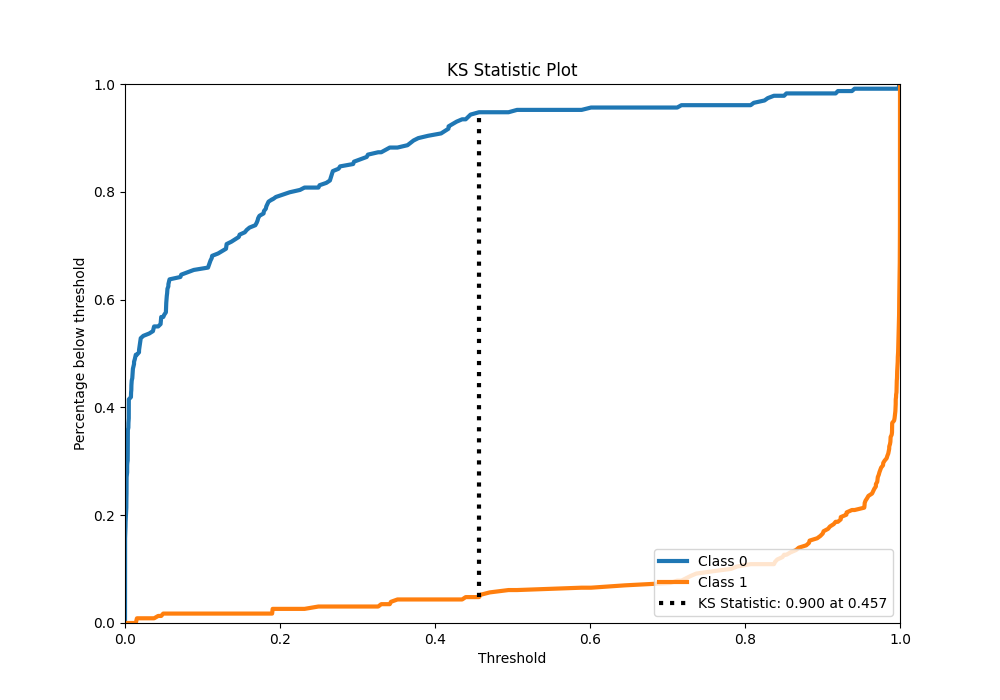 KS Statistic Plot
1.0
0.8
0.6
0.4
0.2
0.0
Percentage below threshold
0.0 0.2 0.4 0.6 0.8 1.0
Threshold
Class 0
Class 1
KS Statistic: 0.900 at 0.457